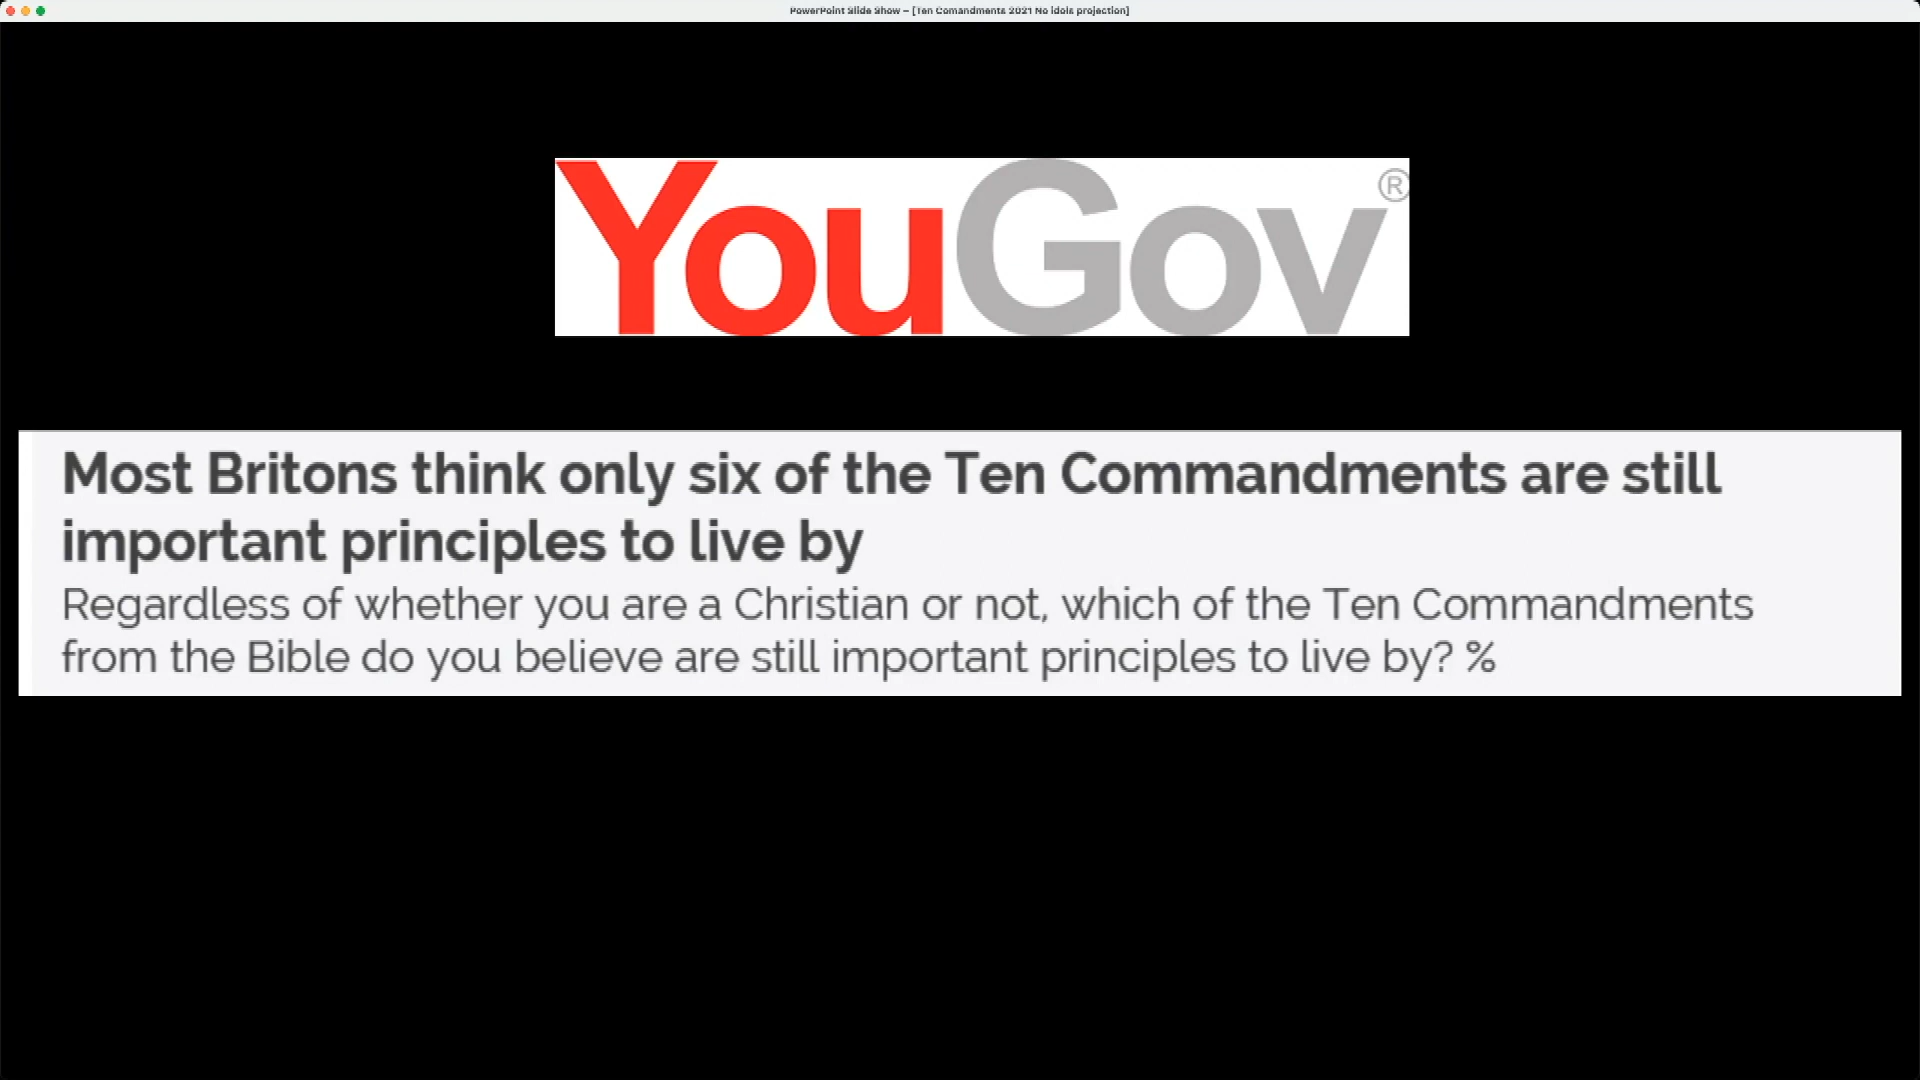 PowerPoint Slide Show – [Ten Comandments 2021 No idols projection]
YouGov®
Most Britons think only six of the Ten Commandments are still
important principles to live by
Regardless of whether you are a Christian or not, which of the Ten Commandments
from the Bible do you believe are still important principles to live by? %